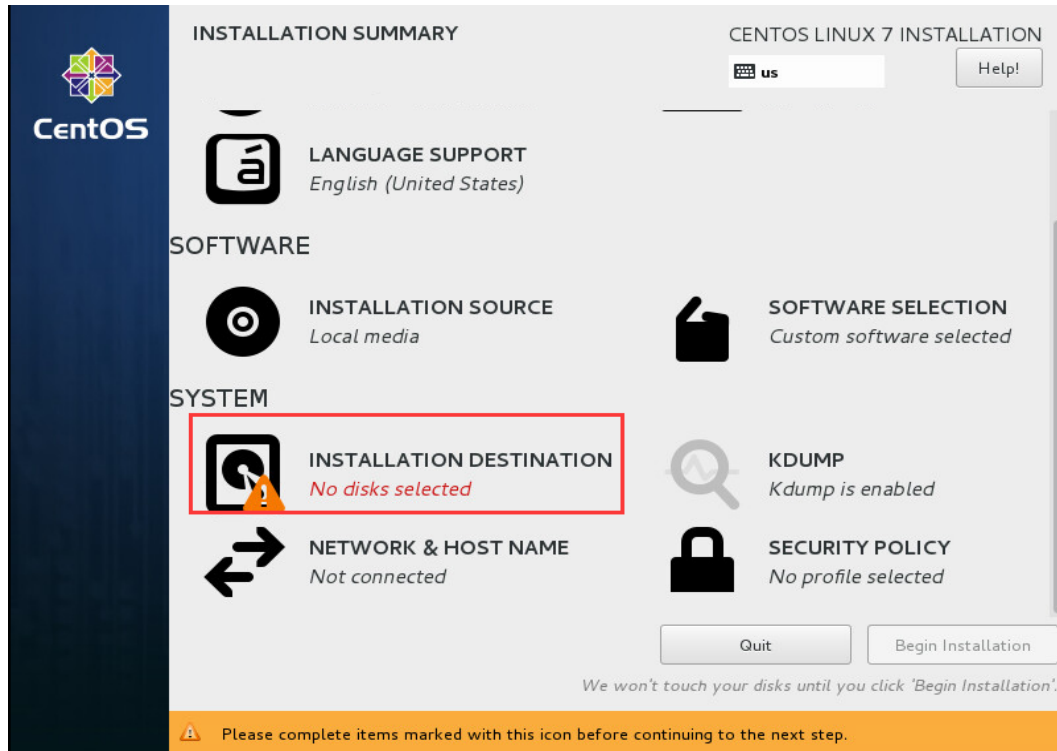 INSTALLATION SUMMARY
CENTOS LINUX 7 INSTALLATION
us
Help!
CentOS
LANGUAGE SUPPORT
English (United States)
SOFTWARE
INSTALLATION SOURCE
Local media
SOFTWARE SELECTION
Custom software selected
SYSTEM
INSTALLATION DESTINATION
No disks selected
KDUMP
Kdump is enabled
NETWORK & HOST NAME
Not connected
SECURITY POLICY
No profile selected
Quit
Begin Installation
We won't touch your disks until you click 'Begin Installation'.
Please complete items marked with this icon before continuing to the next step.